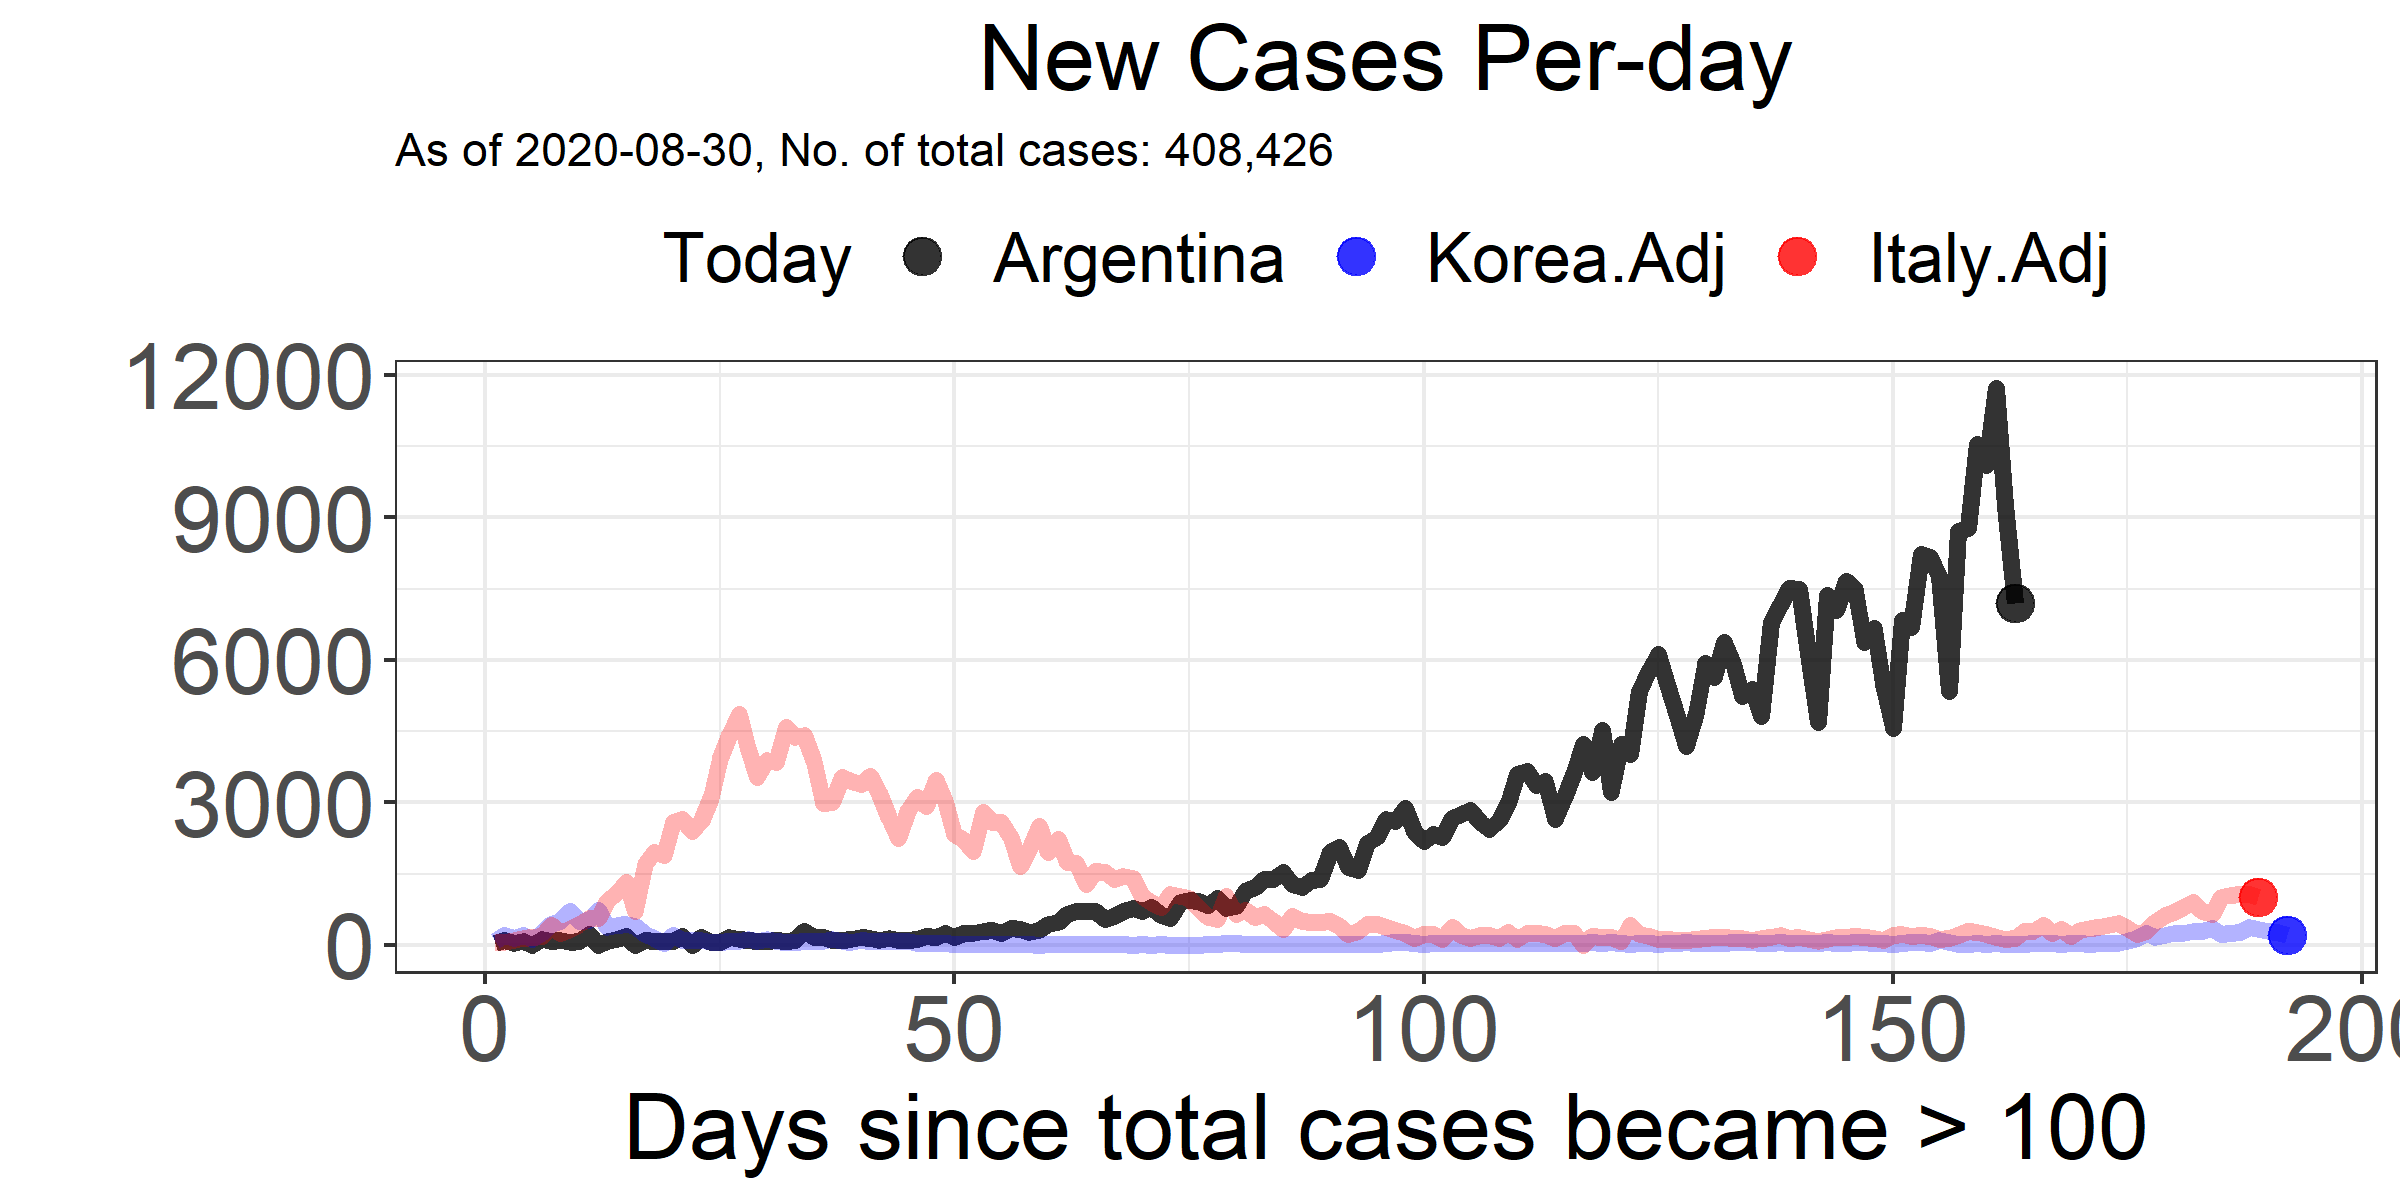 New Cases Per-day
As of 2020-08-30, No. of total cases: 408,426
Today Argentina Korea.Adj Italy.Adj
12000
9000
6000
3000
0
0 50 100 150 200
Days since total cases became > 100